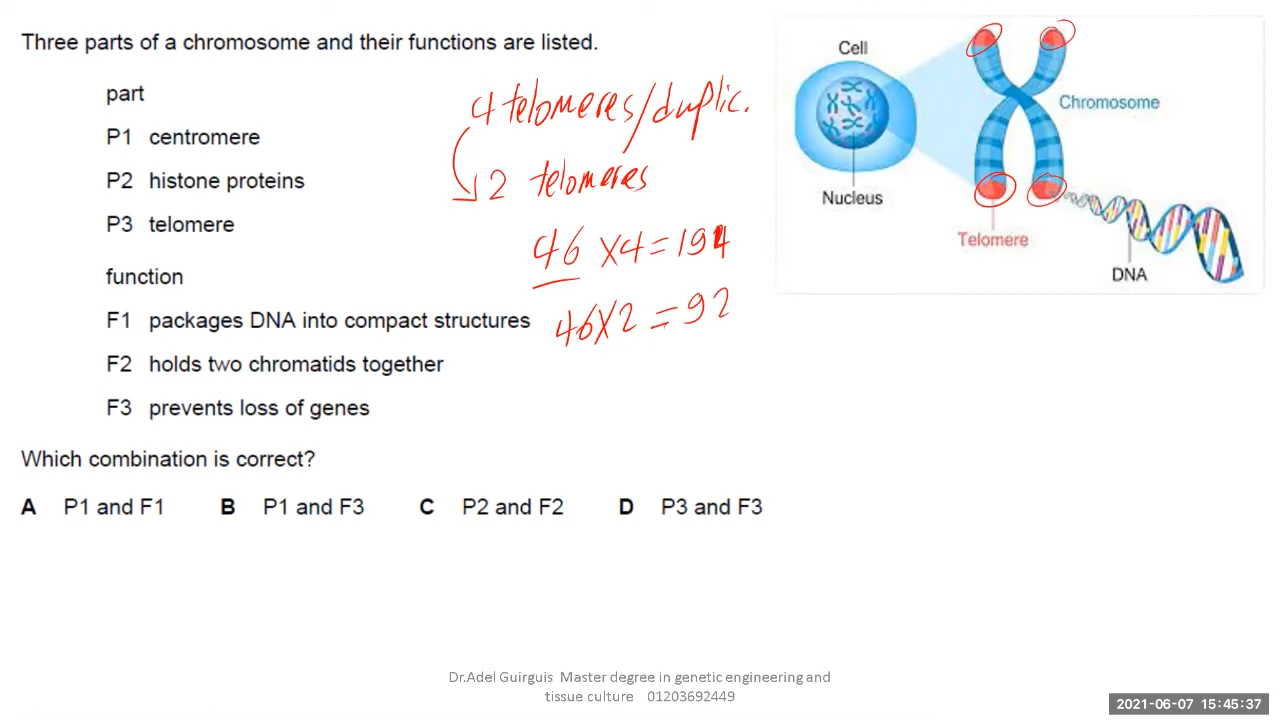 Three parts of a chromosome and their functions are listed.
part
P1 centromere
P2 histone proteins
P3 telomere
function
F1 packages DNA into compact structures
F2 holds two chromatids together
F3 prevents loss of genes
Which combination is correct?
A P1 and F1 B P1 and F3 C P2 and F2 D P3 and F3
4 telomeres/duplic.
2 telomeres
46 x4=194
46x2=92
Cell
Chromosome
Nucleus
Telomere
DNA
Dr.Adel Guirguis Master degree in genetic engineering and
tissue culture 01203692449
2021-06-07 15:45:37